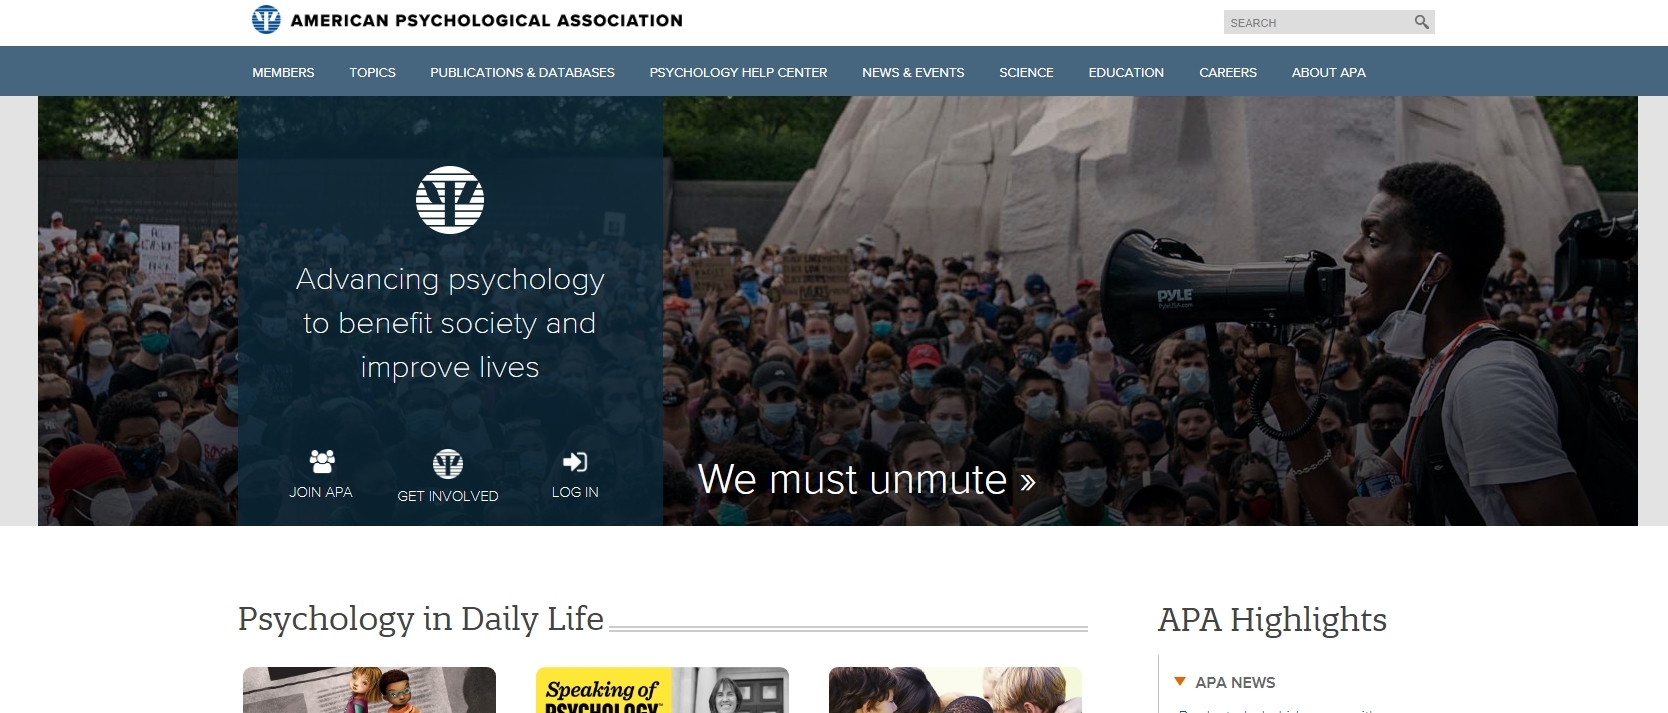 AMERICAN PSYCHOLOGICAL ASSOCIATION
SEARCH
MEMBERS TOPICS PUBLICATIONS & DATABASES PSYCHOLOGY HELP CENTER NEWS & EVENTS SCIENCE EDUCATION CAREERS ABOUT APA
Advancing psychology
to benefit society and
improve lives
PYLE
JOIN APA GET INVOLVED LOG IN
We must unmute »
Psychology in Daily Life
APA Highlights
Speaking of
PSYCHOLOGY
APA NEWS